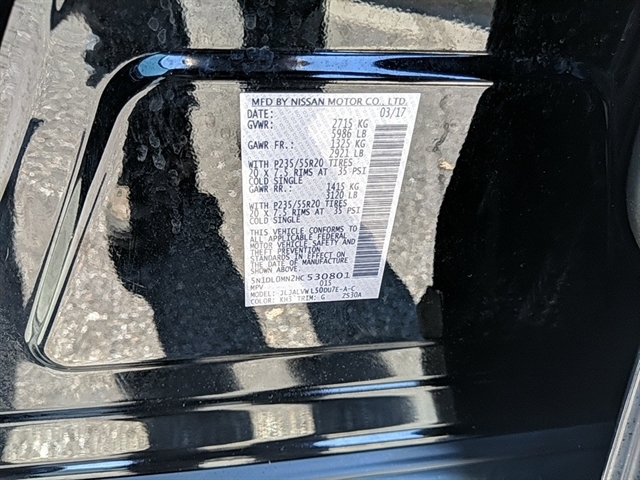 MFD BY NISSAN MOTOR CO., LTD.
DATE: 03/17
GVWR: 2715 KG
5986 LB
GAWR FR.: 1325 KG
2921 LB
WITH P235/55R20 TIRES
20 X 7.5 RIMS AT 35 PSI
COLD SINGLE
GAWR RR.: 1415 KG
3120 LB
WITH P235/55R20 TIRES
20 X 7.5 RIMS AT 35 PSI
COLD SINGLE
THIS VEHICLE CONFORMS TO
ALL APPLICABLE FEDERAL
MOTOR VEHICLE SAFETY AND
THEFT PREVENTION
STANDARDS IN EFFECT ON
THE DATE OF MANUFACTURE
SHOWN ABOVE.
5N1DL0MN2HC530801
MPV 015
MODEL: L50DU7E-A-C
COLOR: KH3 TRIM: G ZS30A